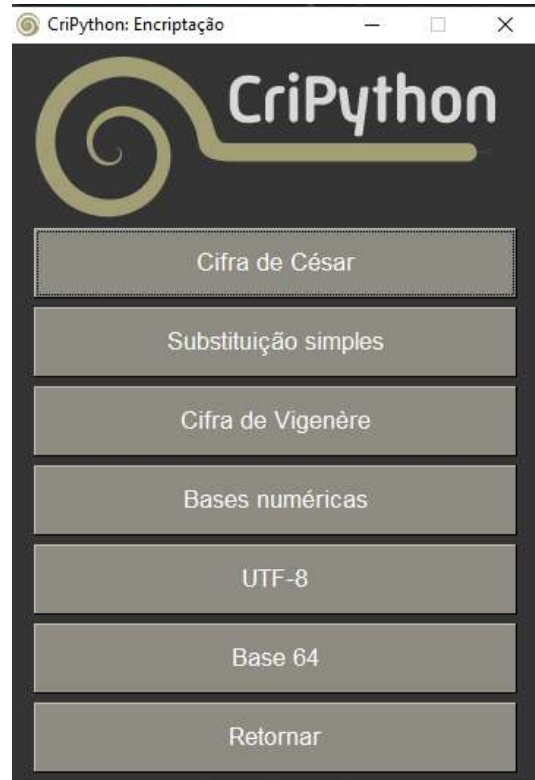 CriPython: Encriptação
CriPython
Cifra de César
Substituição simples
Cifra de Vigenère
Bases numéricas
UTF-8
Base 64
Retornar